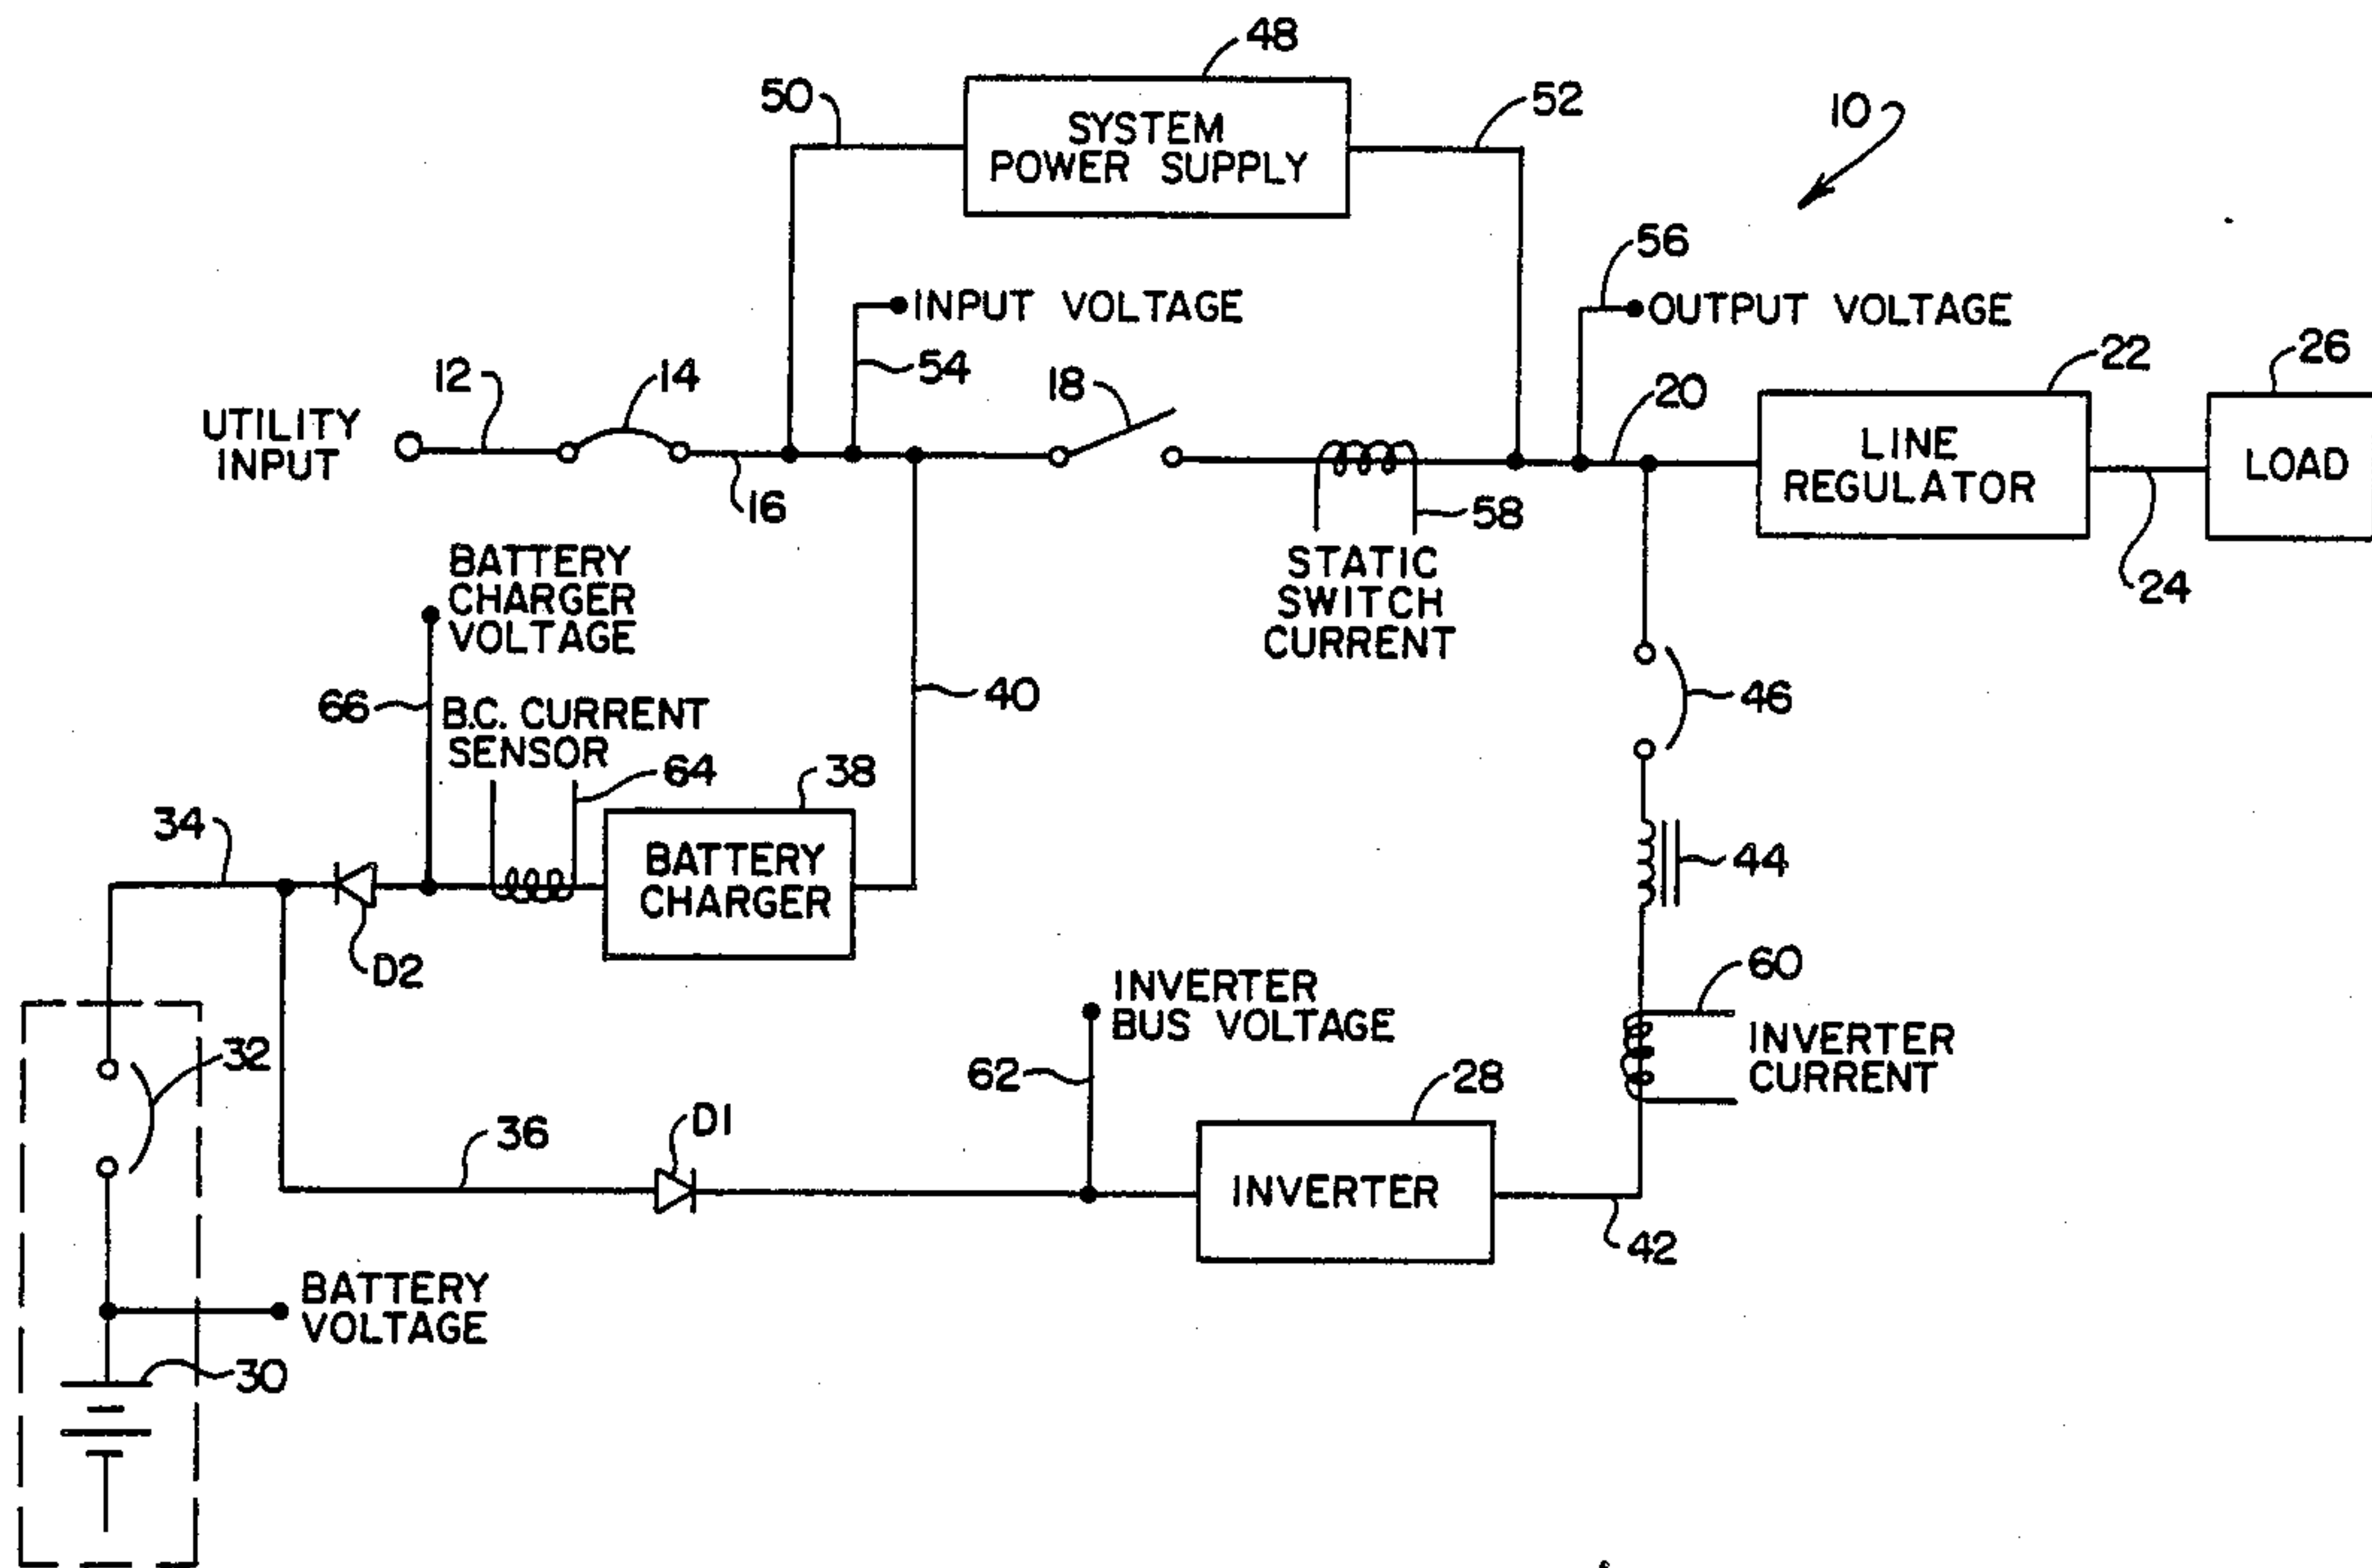 48
50
SYSTEM
POWER SUPPLY
52
10
56
INPUT VOLTAGE
OUTPUT VOLTAGE
12
14
54
18
20
22
26
UTILITY
INPUT
LINE
REGULATOR
LOAD
16
58
24
STATIC
SWITCH
CURRENT
BATTERY
CHARGER
VOLTAGE
66
B.C. CURRENT
SENSOR
40
46
64
38
34
BATTERY
CHARGER
44
D2
60
INVERTER
BUS VOLTAGE
INVERTER
CURRENT
32
62
28
D1
36
INVERTER
42
BATTERY
VOLTAGE
30